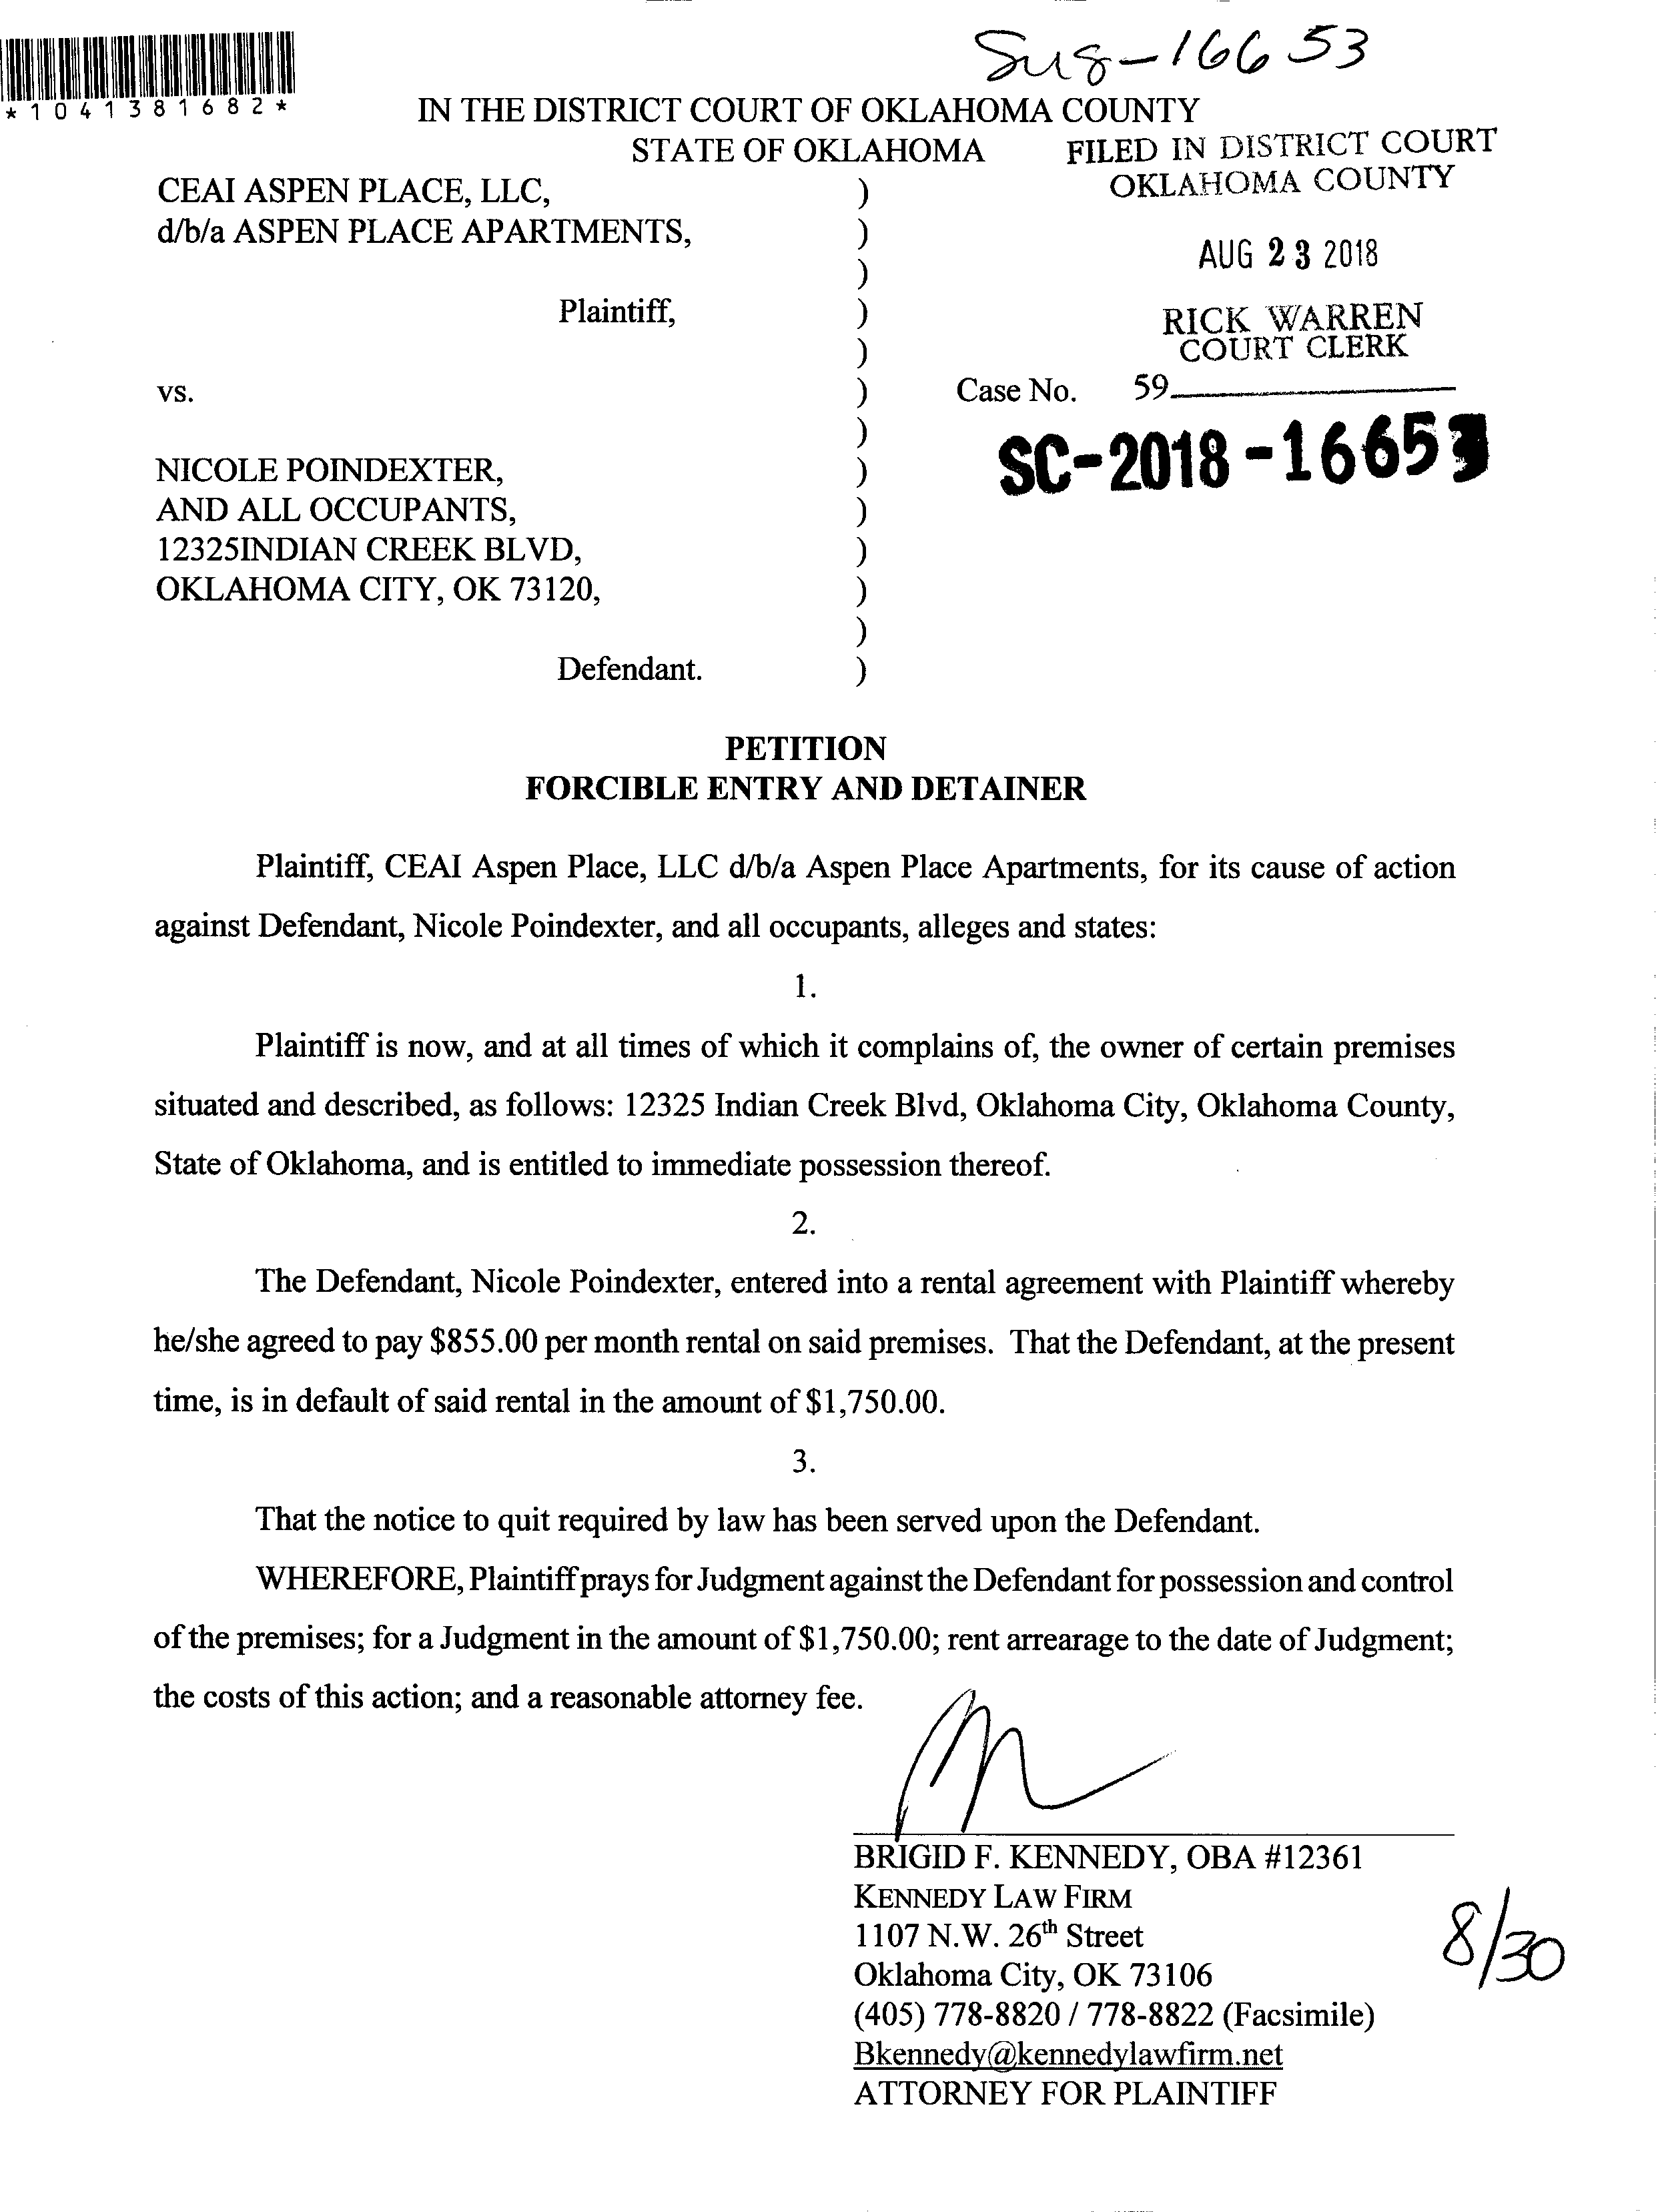 Sug-16653
*1041381682*
IN THE DISTRICT COURT OF OKLAHOMA COUNTY
STATE OF OKLAHOMA
FILED IN DISTRICT COURT
OKLAHOMA COUNTY
AUG 23 2018
RICK WARREN
COURT CLERK
59
CEAI ASPEN PLACE, LLC, )
d/b/a ASPEN PLACE APARTMENTS, )
)
Plaintiff, )
)
vs. ) Case No.
)
SC-2018-16653
NICOLE POINDEXTER, )
AND ALL OCCUPANTS, )
12325INDIAN CREEK BLVD, )
OKLAHOMA CITY, OK 73120, )
)
Defendant. )
PETITION
FORCIBLE ENTRY AND DETAINER
Plaintiff, CEAI Aspen Place, LLC d/b/a Aspen Place Apartments, for its cause of action
against Defendant, Nicole Poindexter, and all occupants, alleges and states:
1.
Plaintiff is now, and at all times of which it complains of, the owner of certain premises
situated and described, as follows: 12325 Indian Creek Blvd, Oklahoma City, Oklahoma County,
State of Oklahoma, and is entitled to immediate possession thereof.
2.
The Defendant, Nicole Poindexter, entered into a rental agreement with Plaintiff whereby
he/she agreed to pay $855.00 per month rental on said premises. That the Defendant, at the present
time, is in default of said rental in the amount of $1,750.00.
3.
That the notice to quit required by law has been served upon the Defendant.
WHEREFORE, Plaintiff prays for Judgment against the Defendant for possession and control
of the premises; for a Judgment in the amount of $1,750.00; rent arrearage to the date of Judgment;
the costs of this action; and a reasonable attorney fee.
BRIGID F. KENNEDY, OBA #12361
KENNEDY LAW FIRM
1107 N.W. 26th Street
Oklahoma City, OK 73106
(405) 778-8820 / 778-8822 (Facsimile)
Bkennedy@kennedylawfirm.net
ATTORNEY FOR PLAINTIFF
8/30